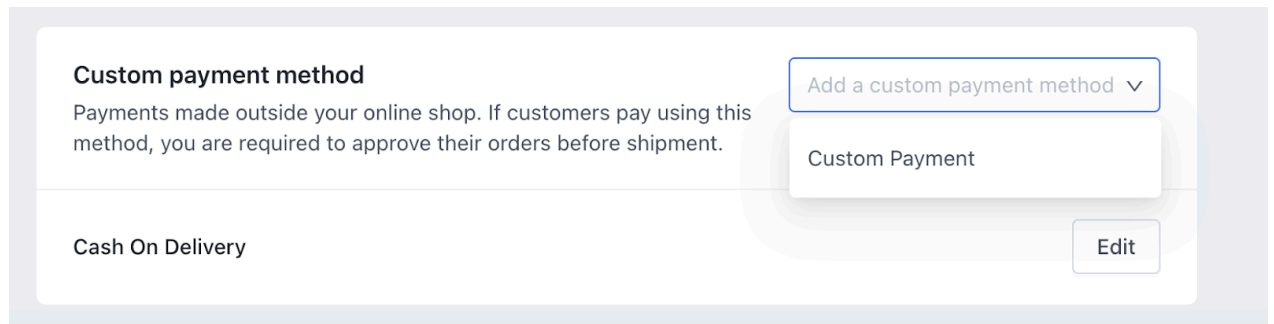 Custom payment method
Add a custom payment method
Payments made outside your online shop. If customers pay using this
method, you are required to approve their orders before shipment.
Custom Payment
Cash On Delivery
Edit